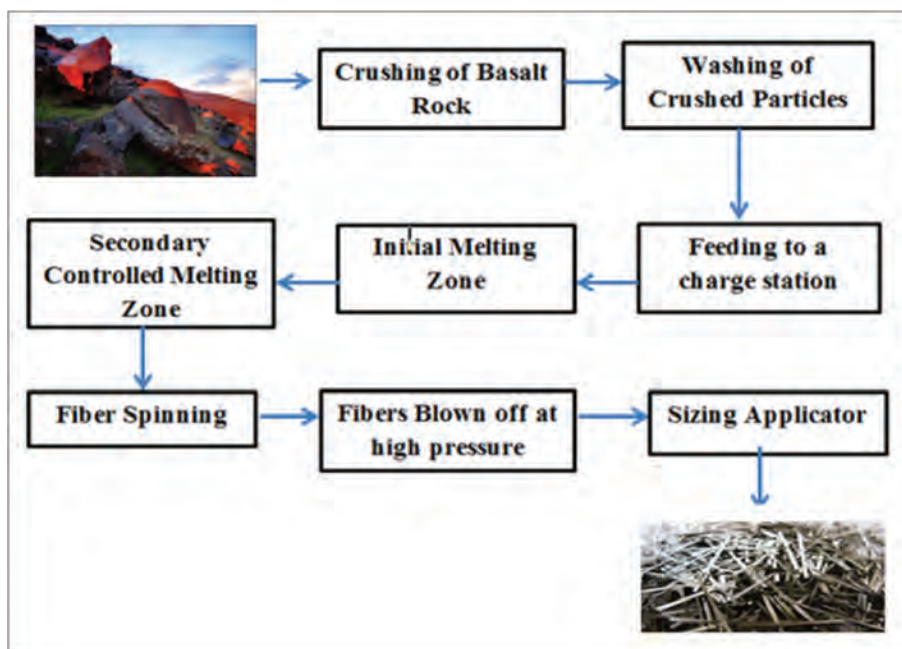 Crushing of Basalt
Rock
Washing of
Crushed Particles
Secondary
Controlled Melting
Zone
Initial Melting
Zone
Feeding to a
charge station
Fiber Spinning
Fibers Blown off at
high pressure
Sizing Applicator